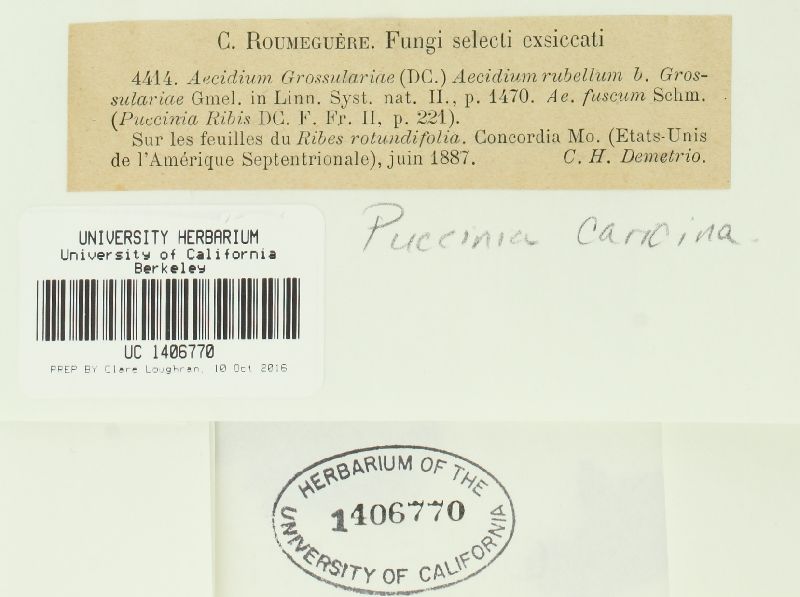 C. ROUMEGUÈRE. Fungi selecti exsiccati
4414. Aecidium Grossulariae (DC.) Aecidium rubellum b. Gros-
sulariae Gmel. in Linn. Syst. nat. II., p. 1470. Ae. fuscum Schm.
(Puccinia Ribis DC. F. Fr. II, p. 221).
Sur les feuilles du Ribes rotundifolia. Concordia Mo. (Etats-Unis
de l'Amérique Septentrionale), juin 1887. C. H. Demetrio.
Puccinia caricina.
UNIVERSITY HERBARIUM
University of California
Berkeley
UC 1406770
PREP BY Clare Loughran, 10 Oct 2016
HERBARIUM OF THE
1406770
UNIVERSITY OF CALIFORNIA